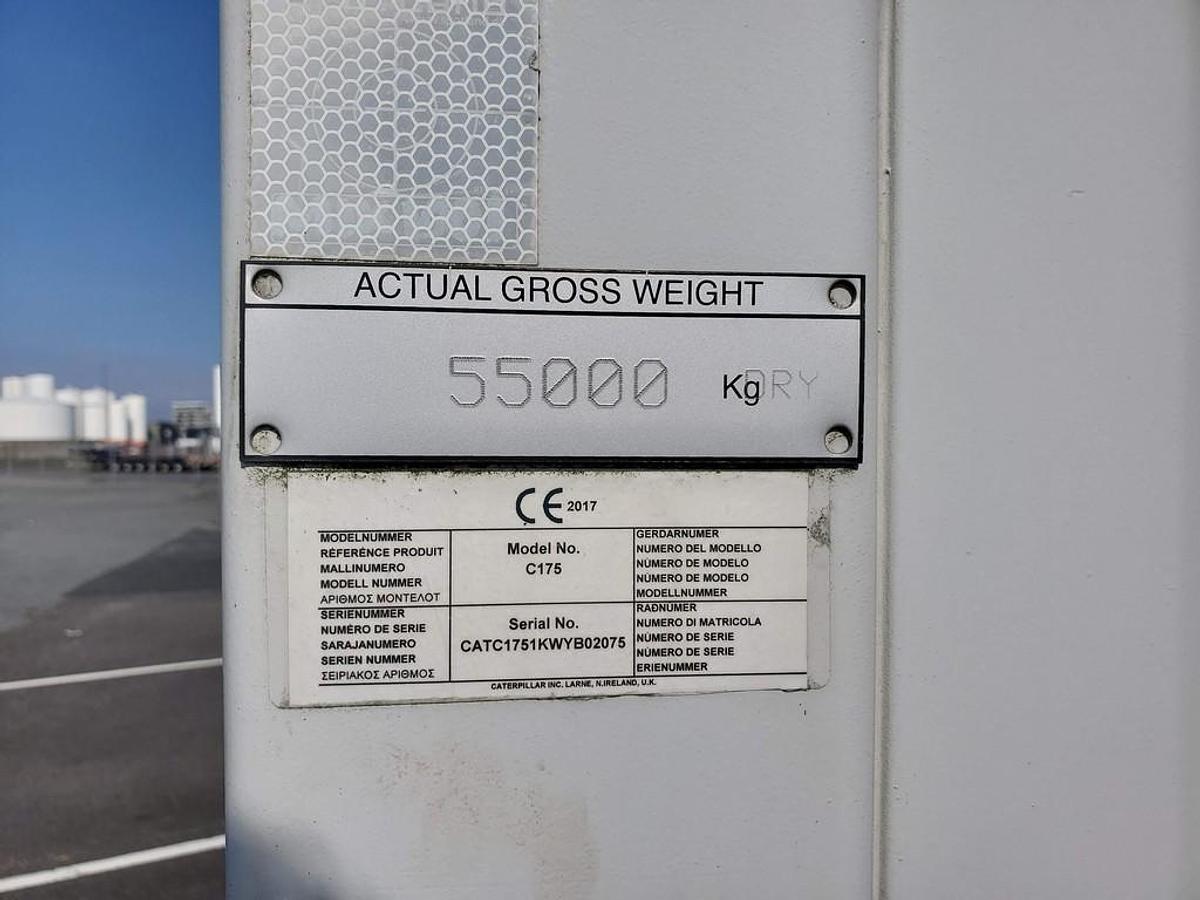 ACTUAL GROSS WEIGHT
55000 Kg DRY
CE 2017
MODELNUMMER
RÉFÉRENCE PRODUIT
MALLINUMERO
MODELL NUMMER
ΑΡΙΘΜΟΣ ΜΟΝΤΕΛΟΤ
Model No.
C175
GERDARNUMER
NUMERO DEL MODELLO
NÚMERO DE MODELO
NÚMERO DE MODELO
MODELLNUMMER
SERIENUMMER
NUMÉRO DE SERIE
SARAJANUMERO
SERIEN NUMMER
ΣΕΙΡΙΑΚΟΣ ΑΡΙΘΜΟΣ
Serial No.
CATC1751KWYB02075
RAÐNUMER
NUMERO DI MATRICOLA
NÚMERO DE SERIE
NÚMERO DE SERIE
ERIENUMMER
CATERPILLAR INC. LARNE, N.IRELAND, U.K.